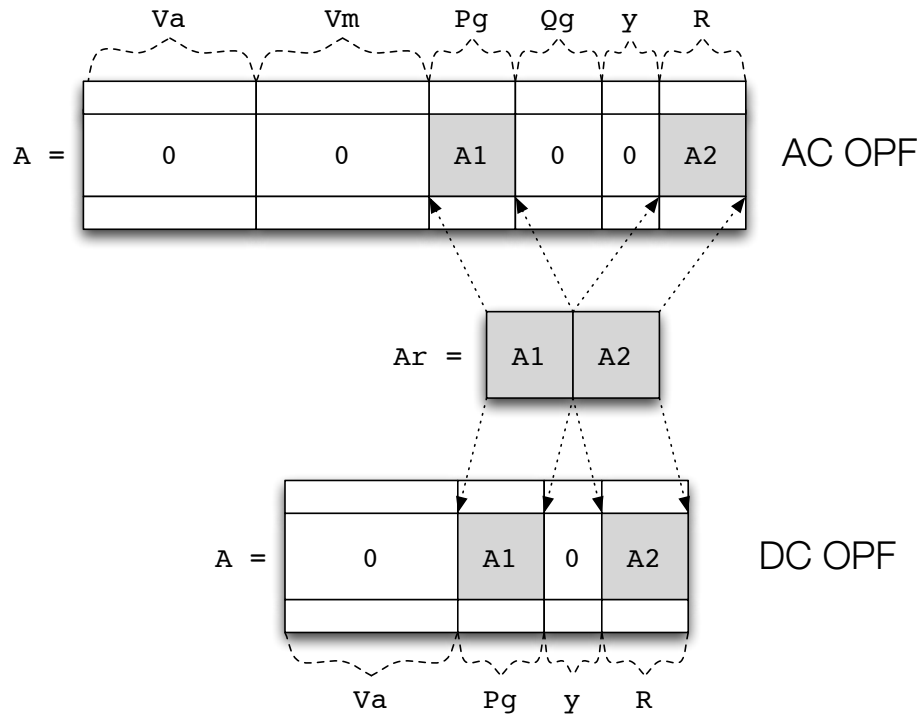 Va Vm Pg Qg y R
A = 0 0 A1 0 0 A2 AC OPF
Ar = A1 A2
A = 0 A1 0 A2 DC OPF
Va Pg y R